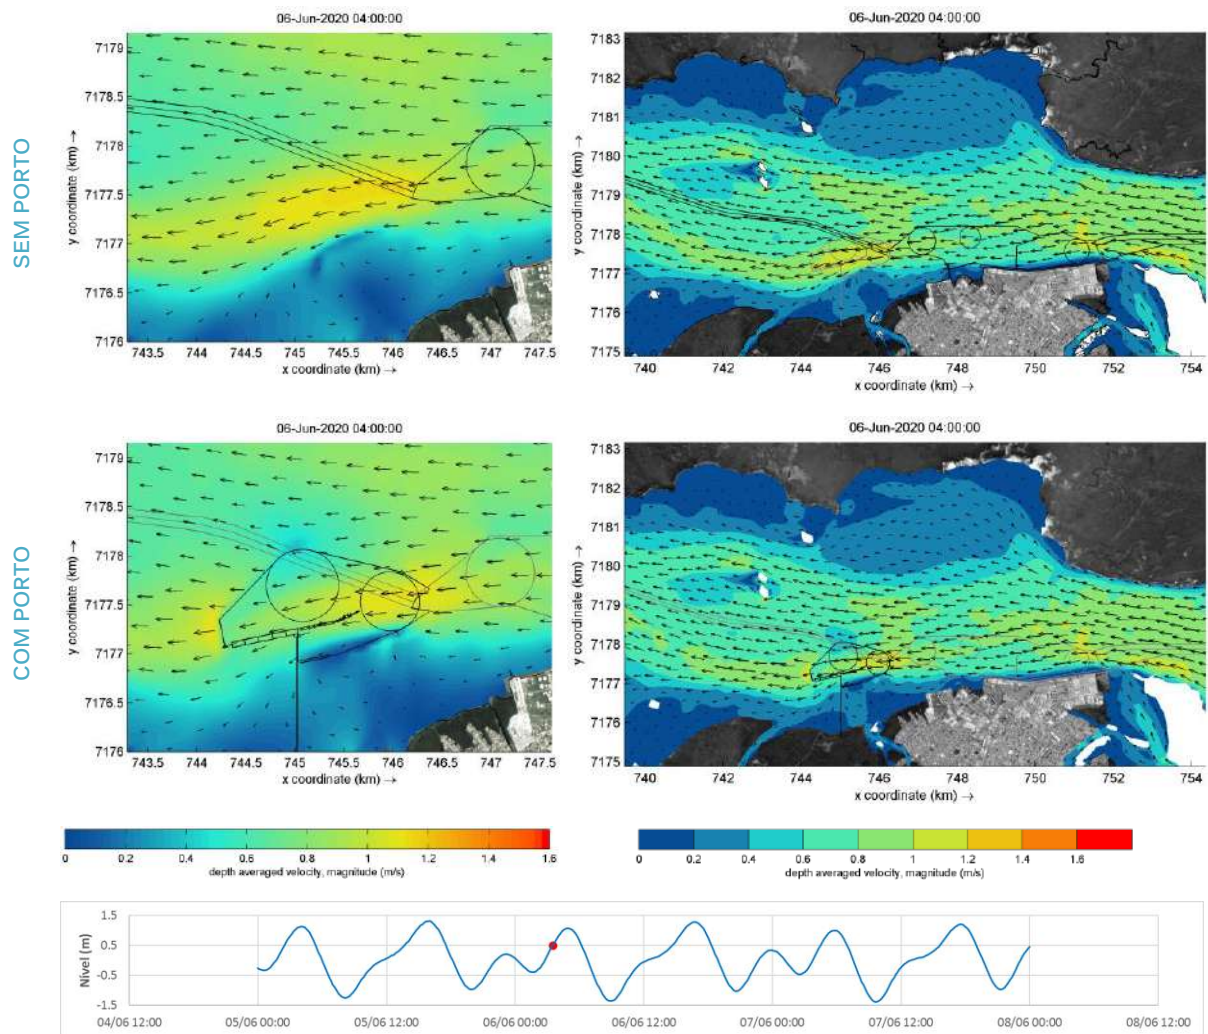 SEM PORTO
06-Jun-2020 04:00:00
7179
7178.5
7178
7177.5
7177
7176.5
7176
y coordinate (km) →
743.5 744 744.5 745 745.5 746 746.5 747 747.5
x coordinate (km) →
06-Jun-2020 04:00:00
7183
7182
7181
7180
7179
7178
7177
7176
7175
y coordinate (km) →
740 742 744 746 748 750 752 754
x coordinate (km) →
COM PORTO
06-Jun-2020 04:00:00
7179
7178.5
7178
7177.5
7177
7176.5
7176
y coordinate (km) →
743.5 744 744.5 745 745.5 746 746.5 747 747.5
x coordinate (km) →
06-Jun-2020 04:00:00
7183
7182
7181
7180
7179
7178
7177
7176
7175
y coordinate (km) →
740 742 744 746 748 750 752 754
x coordinate (km) →
0 0.2 0.4 0.6 0.8 1 1.2 1.4 1.6
depth averaged velocity, magnitude (m/s)
0 0.2 0.4 0.6 0.8 1 1.2 1.4 1.6
depth averaged velocity, magnitude (m/s)
Nível (m)
1.5
0.5
-0.5
-1.5
04/06 12:00 05/06 00:00 05/06 12:00 06/06 00:00 06/06 12:00 07/06 00:00 07/06 12:00 08/06 00:00 08/06 12:00